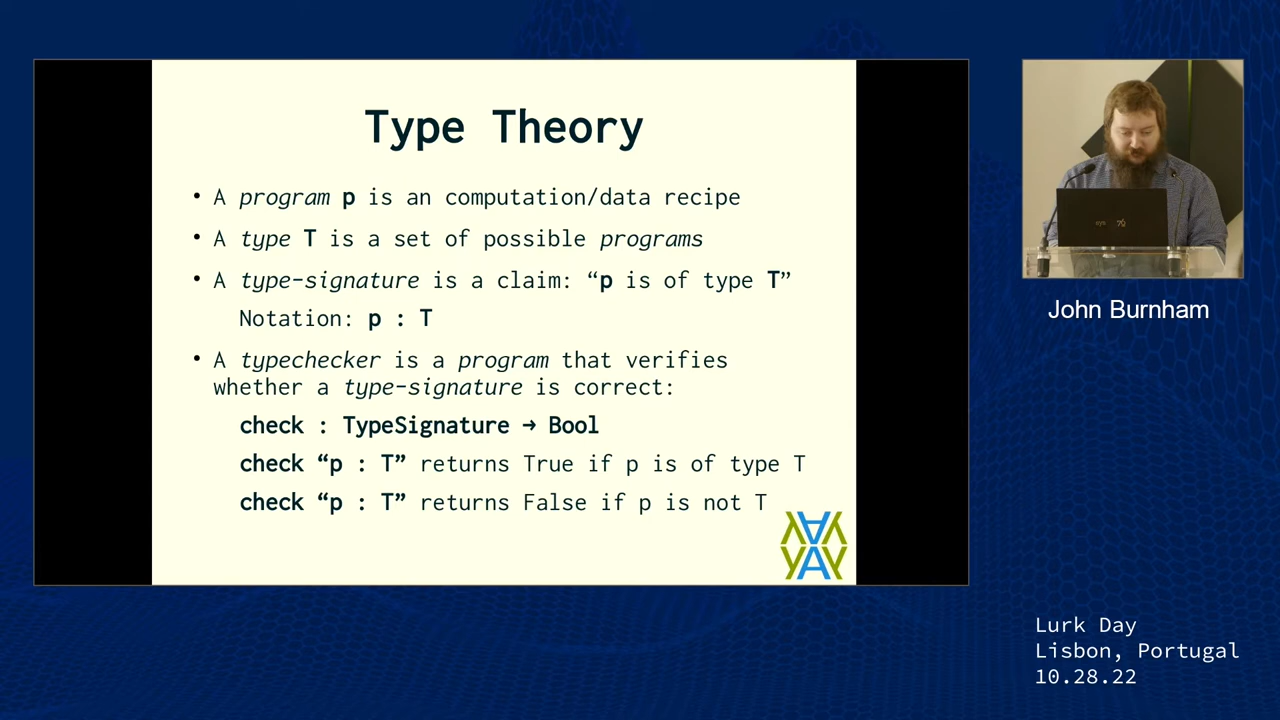 Type Theory
• A program p is an computation/data recipe
• A type T is a set of possible programs
• A type-signature is a claim: “p is of type T”
Notation: p : T
• A typechecker is a program that verifies
whether a type-signature is correct:
check : TypeSignature → Bool
check “p : T” returns True if p is of type T
check “p : T” returns False if p is not T
John Burnham
Lurk Day
Lisbon, Portugal
10.28.22